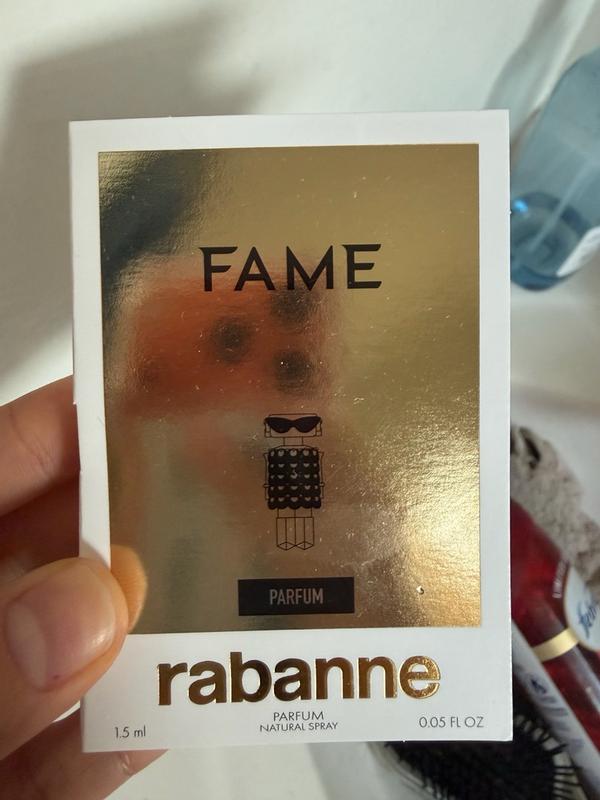 FAME
PARFUM
rabanne
PARFUM
NATURAL SPRAY
1.5 ml
0.05 FL OZ